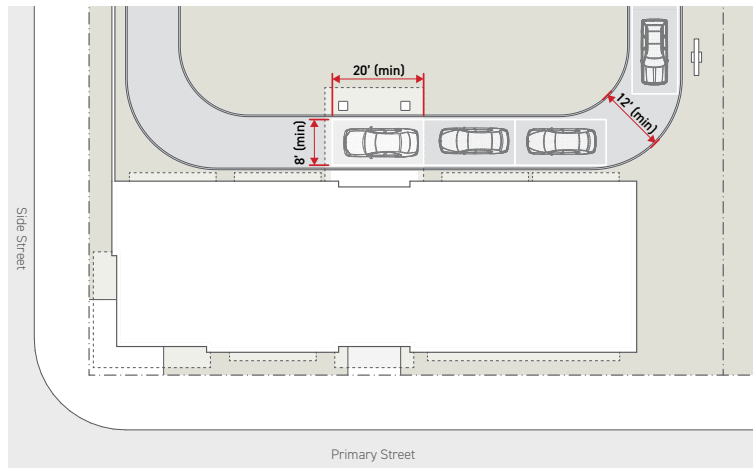 20’ (min)
8’ (min)
12’ (min)
Side Street
Primary Street